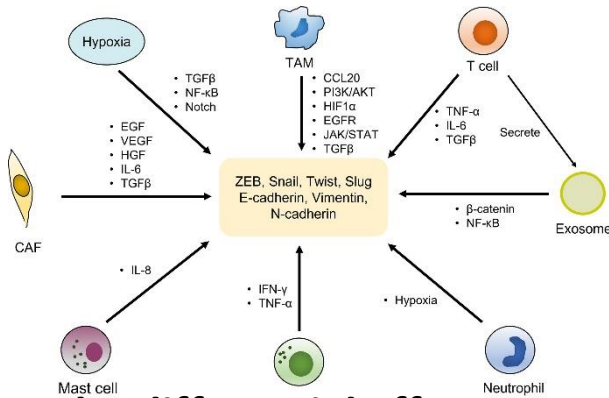 Hypoxia
TAM
T cell
• TGFβ
• NF-κB
• Notch
• CCL20
• PI3K/AKT
• HIF1α
• EGFR
• JAK/STAT
• TGFβ
• TNF-α
• IL-6
• TGFβ
Secrete
• EGF
• VEGF
• HGF
• IL-6
• TGFβ
CAF
ZEB, Snail, Twist, Slug
E-cadherin, Vimentin,
N-cadherin
• β-catenin
• NF-κB
Exosome
• IL-8
• IFN-γ
• TNF-α
• Hypoxia
Mast cell
Neutrophil